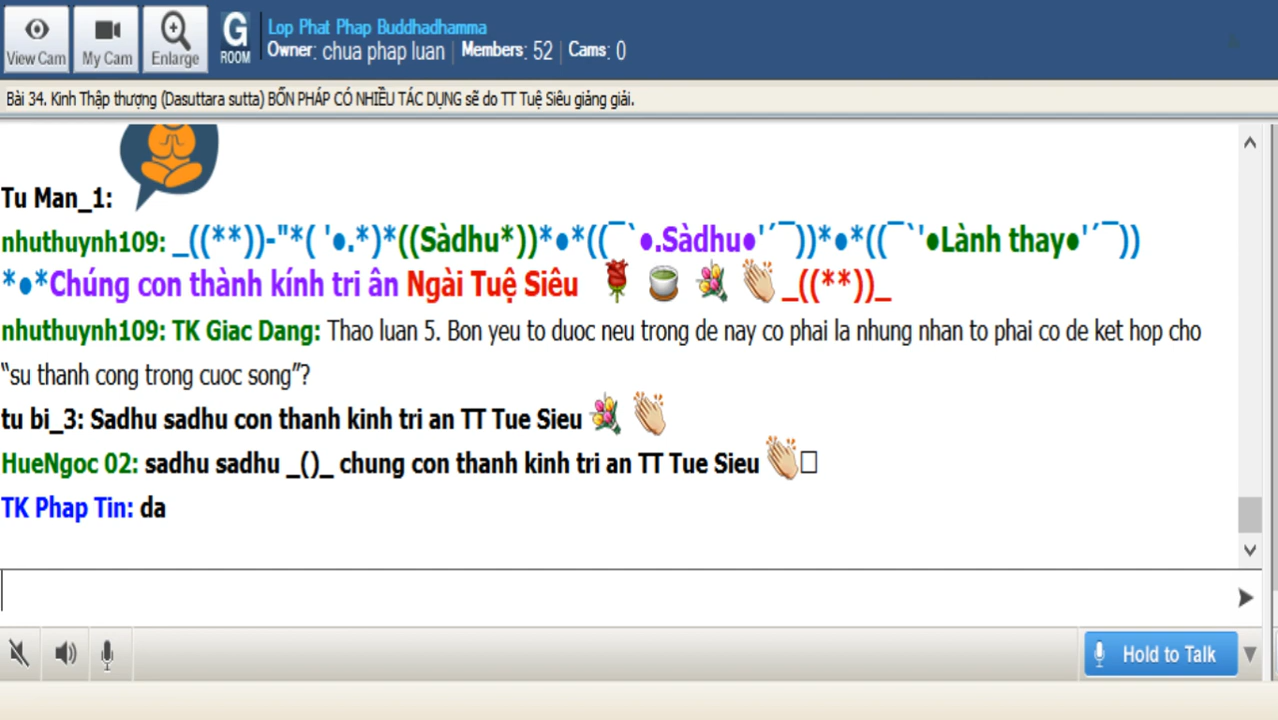 View Cam
My Cam
Enlarge
G
ROOM
Lop Phat Phap Buddhadhamma
Owner: chua phap luan | Members: 52 | Cams: 0
Bài 34. Kinh Thập thượng (Dasuttara sutta) BỐN PHÁP CÓ NHIỀU TÁC DỤNG sẽ do TT Tuệ Siêu giảng giải.
Tu Man_1:
nhuthuynh109: _((**))-"*( '●.*)*((Sàdhu*))*●*((¯`●.Sàdhu●'´¯))*●*((¯`'●Lành thay●'´¯))
*●*Chúng con thành kính tri ân Ngài Tuệ Siêu 🌹 🍵 💐 👏_((**))_
nhuthuynh109: TK Giac Dang: Thao luan 5. Bon yeu to duoc neu trong de nay co phai la nhung nhan to phai co de ket hop cho
“su thanh cong trong cuoc song”?
tu bi_3: Sadhu sadhu con thanh kinh tri an TT Tue Sieu 💐 👏
HueNgoc 02: sadhu sadhu _()_ chung con thanh kinh tri an TT Tue Sieu 👏□
TK Phap Tin: da
Hold to Talk